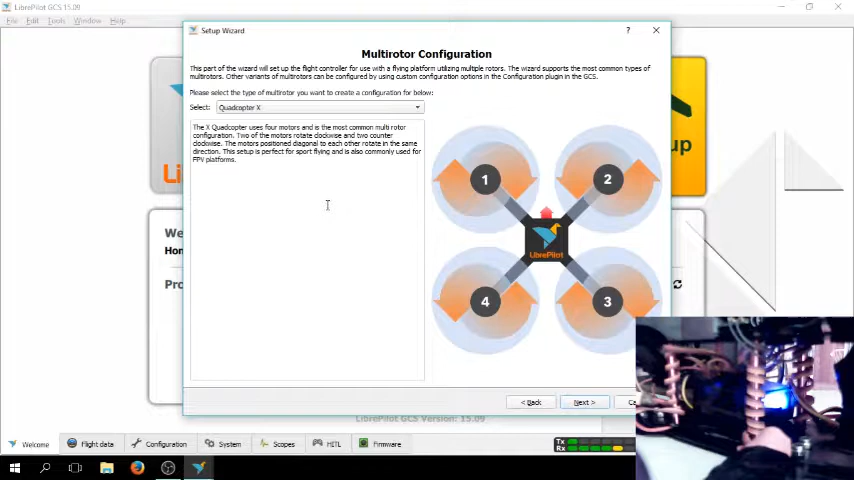 LibrePilot GCS 15.09
File Edit Tools Window Help
Setup Wizard
?
Multirotor Configuration
This part of the wizard will set up the flight controller for use with a flying platform utilizing multiple rotors. The wizard supports the most common types of
multirotors. Other variants of multirotors can be configured by using custom configuration options in the Configuration plugin in the GCS.
Please select the type of multirotor you want to create a configuration for below:
Select: Quadcopter X
The X Quadcopter uses four motors and is the most common multi rotor
configuration. Two of the motors rotate clockwise and two counter
clockwise. The motors positioned diagonal to each other rotate in the same
direction. This setup is perfect for sport flying and is also commonly used for
FPV platforms.
1 2
LibrePilot
4 3
Li
up
We
Hon
Pro
< Back Next > Ca
LibrePilot GCS Version: 15.09
Welcome Flight data Configuration System Scopes HITL Firmware
Tx
Rx